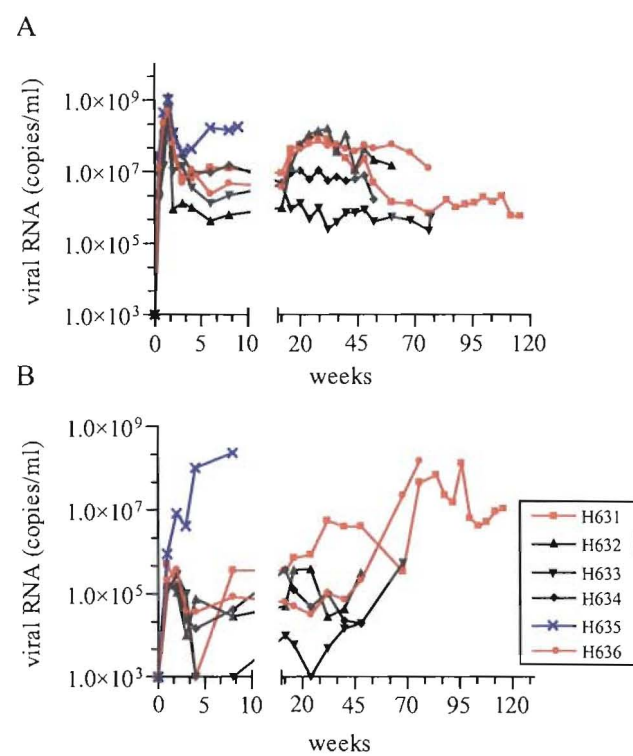 A
viral RNA (copies/ml)
1.0×10⁹
1.0×10⁷
1.0×10⁵
1.0×10³
0 5 10 20 45 70 95 120
weeks
B
viral RNA (copies/ml)
1.0×10⁹
1.0×10⁷
1.0×10⁵
1.0×10³
0 5 10 20 45 70 95 120
weeks
H631
H632
H633
H634
H635
H636